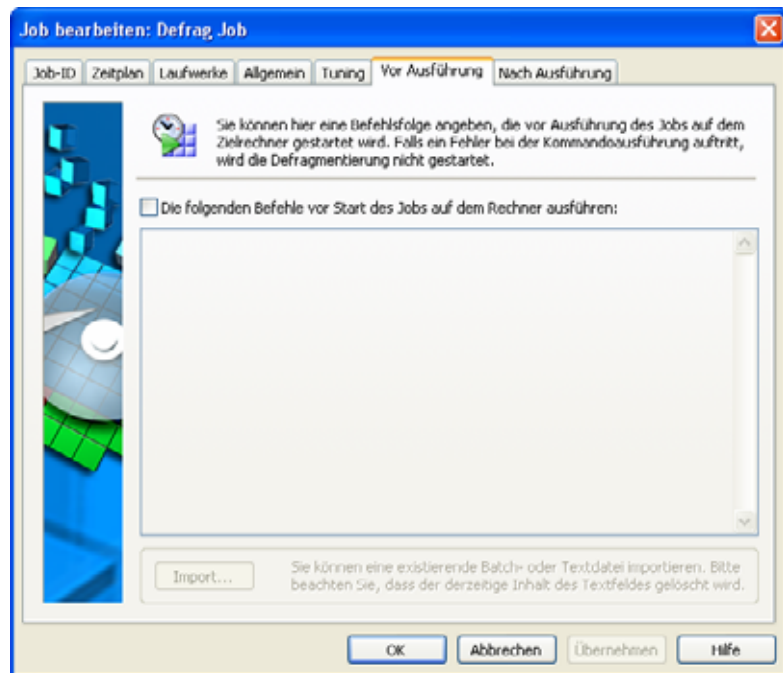 Job bearbeiten: Defrag Job
Job-ID Zeitplan Laufwerke Allgemein Tuning Vor Ausführung Nach Ausführung
Sie können hier eine Befehlsfolge angeben, die vor Ausführung des Jobs auf dem
Zielrechner gestartet wird. Falls ein Fehler bei der Kommandoausführung auftritt,
wird die Defragmentierung nicht gestartet.
Die folgenden Befehle vor Start des Jobs auf dem Rechner ausführen:
Import...
Sie können eine existierende Batch- oder Textdatei importieren. Bitte
beachten Sie, dass der derzeitige Inhalt des Textfeldes gelöscht wird.
OK Abbrechen Übernehmen Hilfe